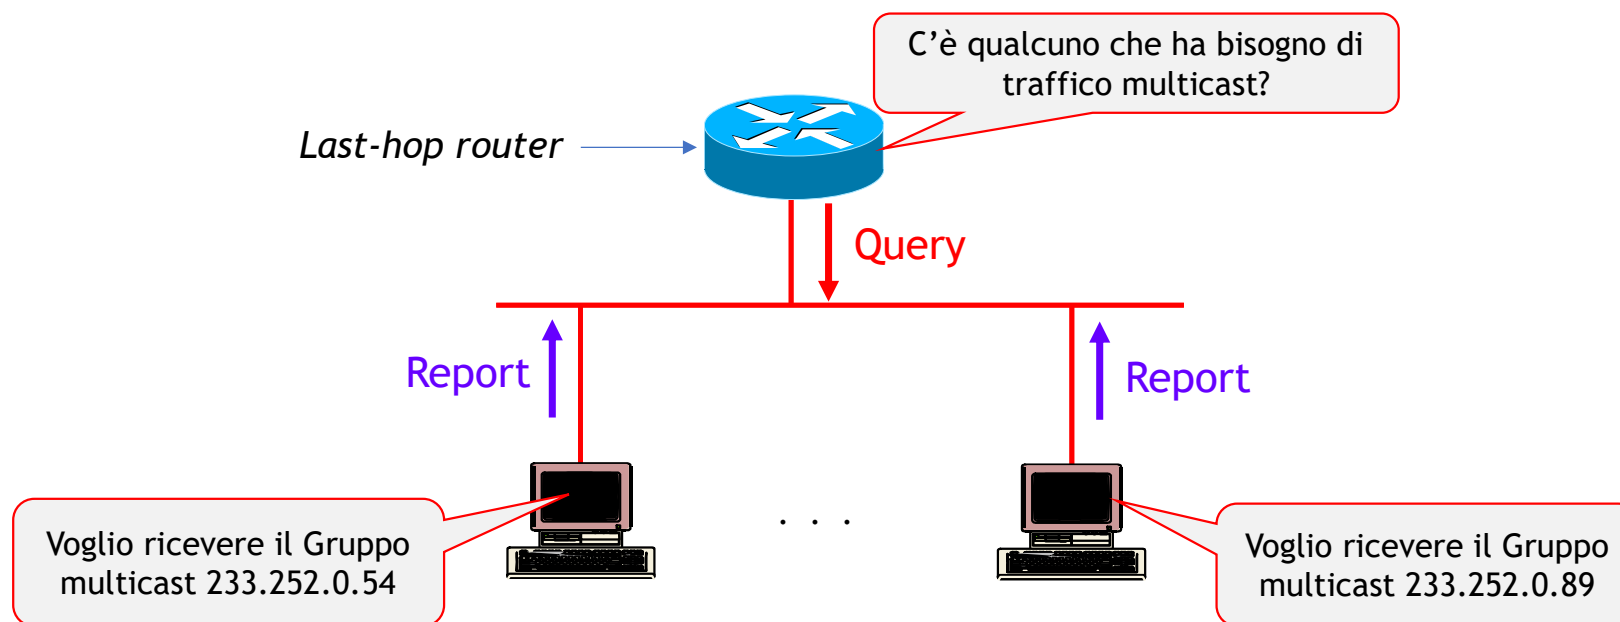 C’è qualcuno che ha bisogno di
traffico multicast?
Last-hop router
Query
Report
Report
. . .
Voglio ricevere il Gruppo
multicast 233.252.0.54
Voglio ricevere il Gruppo
multicast 233.252.0.89